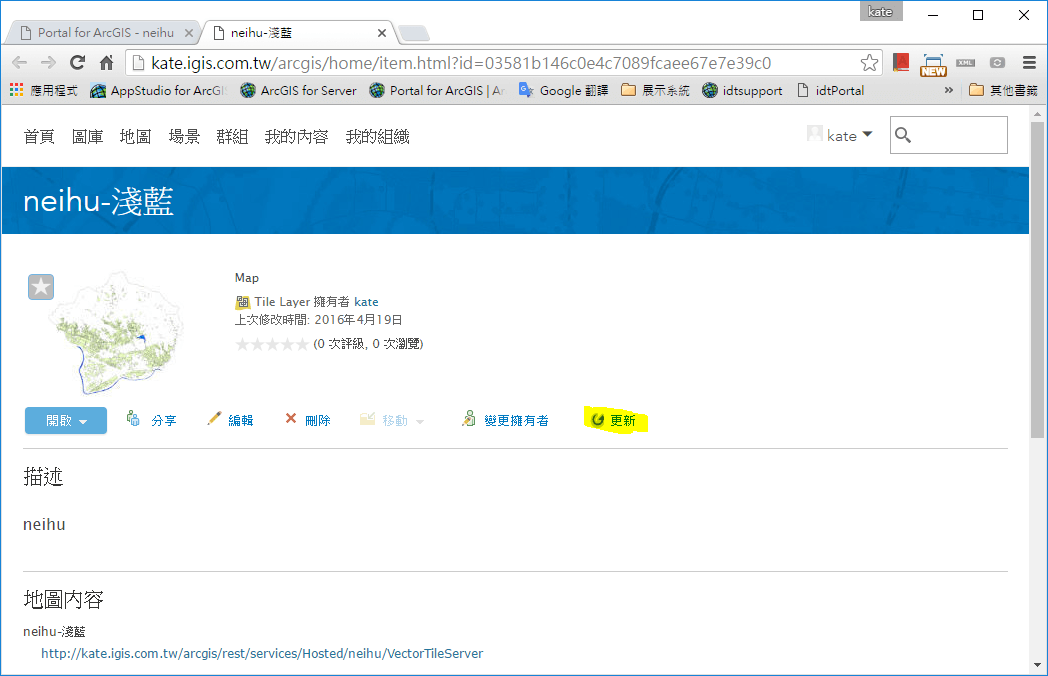 kate
Portal for ArcGIS - neihu
neihu-淺藍
kate.igis.com.tw/arcgis/home/item.html?id=03581b146c0e4c7089fcaee67e7e39c0
XML
NEW
應用程式 AppStudio for ArcGI ArcGIS for Server Portal for ArcGIS | Ar Google 翻譯 展示系統 idtsupport idtPortal » 其他書籤
首頁 圖庫 地圖 場景 群組 我的內容 我的組織 kate
neihu-淺藍
Map
Tile Layer 擁有者 kate
上次修改時間: 2016年4月19日
(0 次評級, 0 次瀏覽)
開啟 分享 編輯 刪除 移動 變更擁有者 更新
描述
neihu
地圖內容
neihu-淺藍
http://kate.igis.com.tw/arcgis/rest/services/Hosted/neihu/VectorTileServer